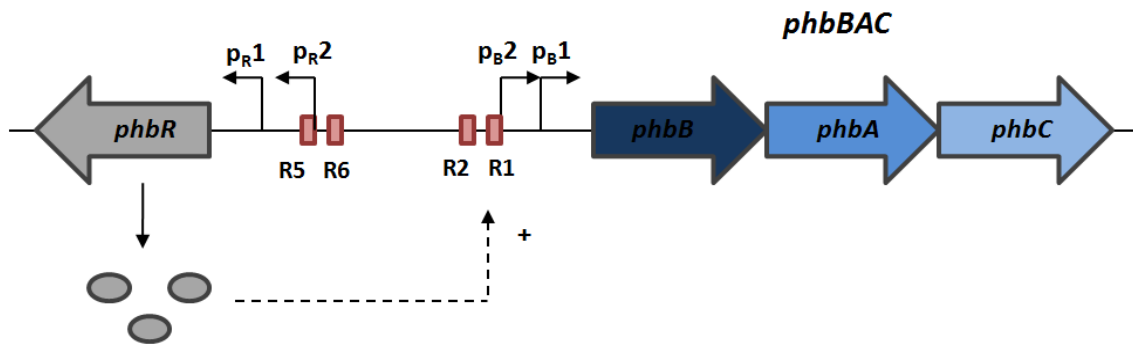 phbBAC
pR1 pR2 pB2 pB1
phbR phbB phbA phbC
R5 R6 R2 R1
+